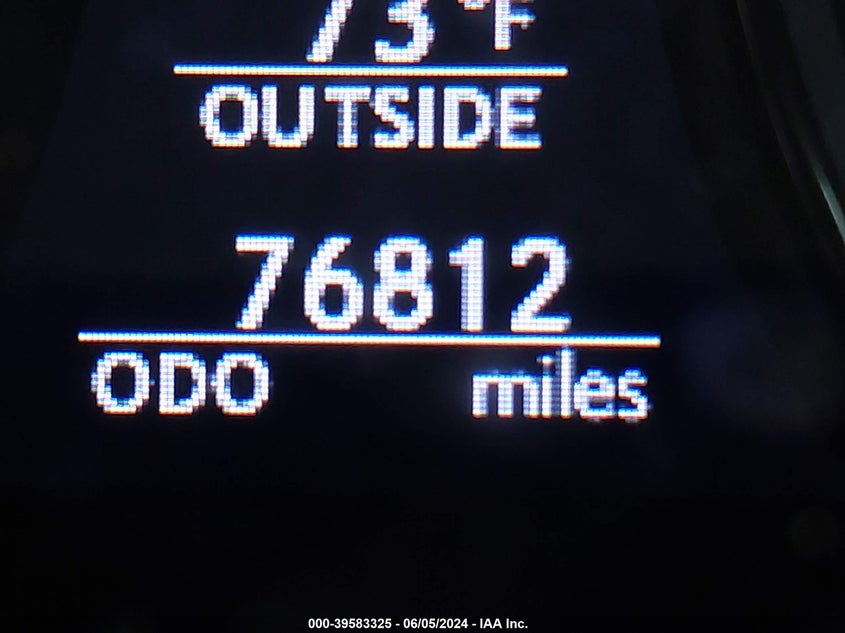 73°F
OUTSIDE
76812
ODO miles
000-39583325 - 06/05/2024 - IAA Inc.